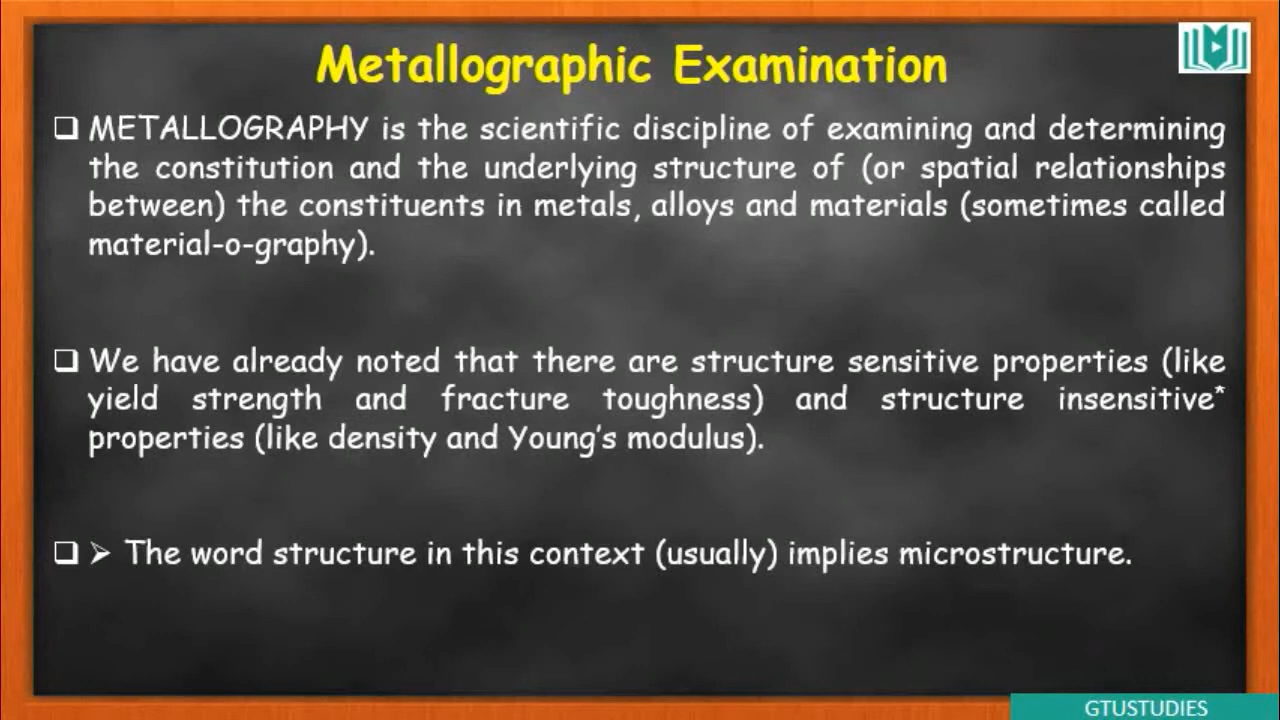 Metallographic Examination
❑ METALLOGRAPHY is the scientific discipline of examining and determining
the constitution and the underlying structure of (or spatial relationships
between) the constituents in metals, alloys and materials (sometimes called
material-o-graphy).
❑ We have already noted that there are structure sensitive properties (like
yield strength and fracture toughness) and structure insensitive*
properties (like density and Young's modulus).
❑ ➢ The word structure in this context (usually) implies microstructure.
GTUSTUDIES